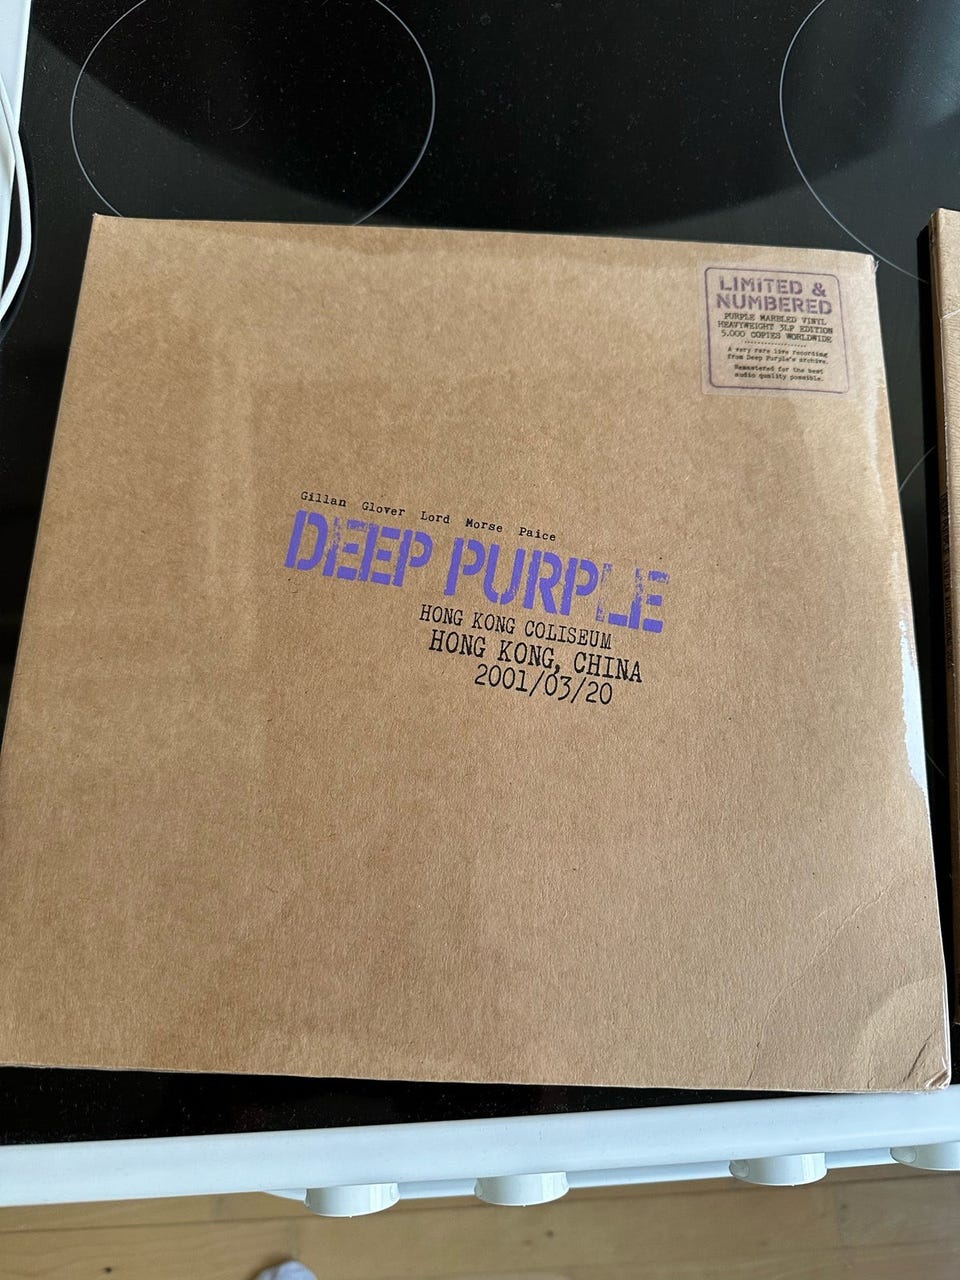 LIMITED &
NUMBERED
PURPLE MARBLED VINYL
HEAVYWEIGHT 3LP EDITION
5.000 COPIES WORLDWIDE
A very rare live recording
from Deep Purple's archive.
Remastered for the best
audio quality possible.
Gillan Glover Lord Morse Paice
DEEP PURPLE
HONG KONG COLISEUM
HONG KONG, CHINA
2001/03/20